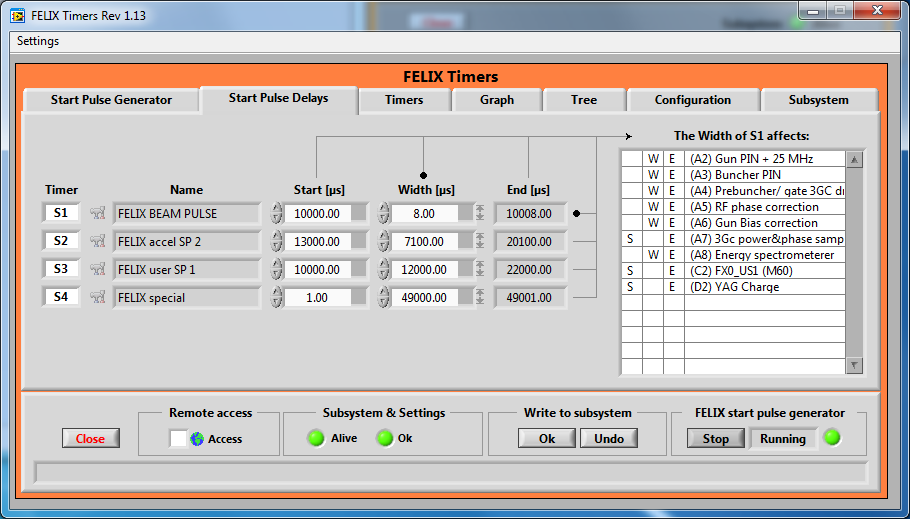 FELIX Timers Rev 1.13
Close
Settings
FELIX Timers
Start Pulse Generator Start Pulse Delays Timers Graph Tree Configuration Subsystem
The Width of S1 affects:
Timer Name Start [µs] Width [µs] End [µs]
S1 FELIX BEAM PULSE 10000.00 8.00 10008.00
S2 FELIX accel SP 2 13000.00 7100.00 20100.00
S3 FELIX user SP 1 10000.00 12000.00 22000.00
S4 FELIX special 1.00 49000.00 49001.00
W E (A2) Gun PIN + 25 MHz
W E (A3) Buncher PIN
W E (A4) Prebuncher/ gate 3GC dr
W E (A5) RF phase correction
W E (A6) Gun Bias correction
S E (A7) 3Gc power&phase samp
W E (A8) Energy spectrometerer
S E (C2) FX0_US1 (M60)
S E (D2) YAG Charge
Remote access Subsystem & Settings Write to subsystem FELIX start pulse generator
Close Access Alive Ok Ok Undo Stop Running